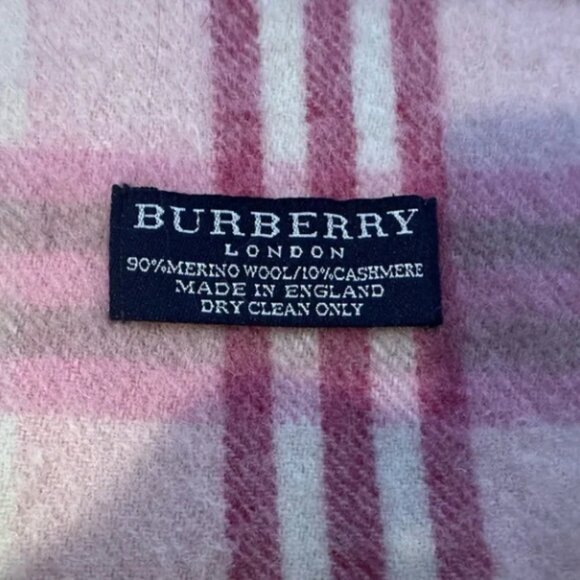 BURBERRY
LONDON
90%MERINO WOOL/10%CASHMERE
MADE IN ENGLAND
DRY CLEAN ONLY